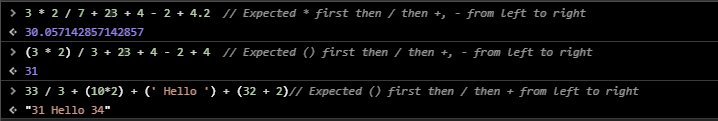 > 3 * 2 / 7 + 23 + 4 - 2 + 4.2  // Expected * first then / then +, - from left to right
< 30.057142857142857
> (3 * 2) / 3 + 23 + 4 - 2 + 4  // Expected () first then / then +, - from left to right
< 31
> 33 / 3 + (10*2) + (' Hello ') + (32 + 2)// Expected () first then / then + from left to right
< "31 Hello 34"